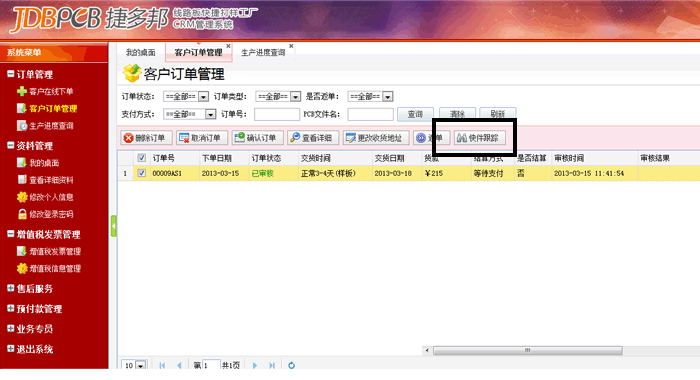 JDBPCB 捷多邦 线路板快捷打样工厂
CRM管理系统
系统菜单
我的桌面 客户订单管理 生产进度查询
订单管理
客户在线下单
客户订单管理
生产进度查询
资料管理
我的桌面
查看详细资料
修改个人信息
修改登录密码
增值税发票管理
增值税发票管理
增值税信息管理
售后服务
预付款管理
业务专员
退出系统
客户订单管理
订单状态： ==全部== 订单类型： ==全部== 是否返单： ==全部==
支付方式： ==全部== 订单号： PCB文件名： 查询 清除 刷新
删除订单 取消订单 确认订单 查看详细 更改收货地址 返单 快件跟踪
订单号 下单日期 订单状态 交货时间 交货日期 货款 结算方式 是否结算 审核时间 审核结果
1 00009AS1 2013-03-15 已审核 正常3-4天(样板) 2013-03-18 ￥215 等待支付 否 2013-03-15 11:41:54
10 第 1 共1页